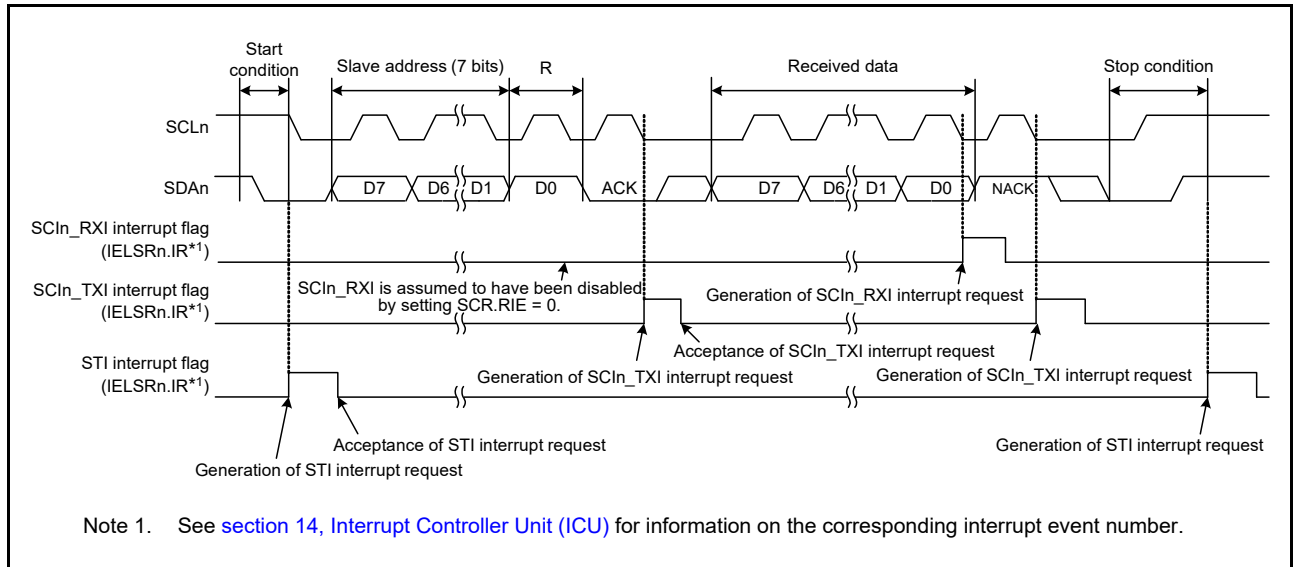 Start
condition
Slave address (7 bits)
R
Received data
Stop condition
SCLn
SDAn
D7
D6
D1
D0
ACK
D7
D6
D1
D0
NACK
SCIn_RXI interrupt flag
(IELSRn.IR*1)
SCIn_RXI is assumed to have been disabled
by setting SCR.RIE = 0.
Generation of SCIn_RXI interrupt request
SCIn_TXI interrupt flag
(IELSRn.IR*1)
Acceptance of SCIn_TXI interrupt request
Generation of SCIn_TXI interrupt request
Generation of SCIn_TXI interrupt request
STI interrupt flag
(IELSRn.IR*1)
Acceptance of STI interrupt request
Generation of STI interrupt request
Generation of STI interrupt request
Note 1. See section 14, Interrupt Controller Unit (ICU) for information on the corresponding interrupt event number.